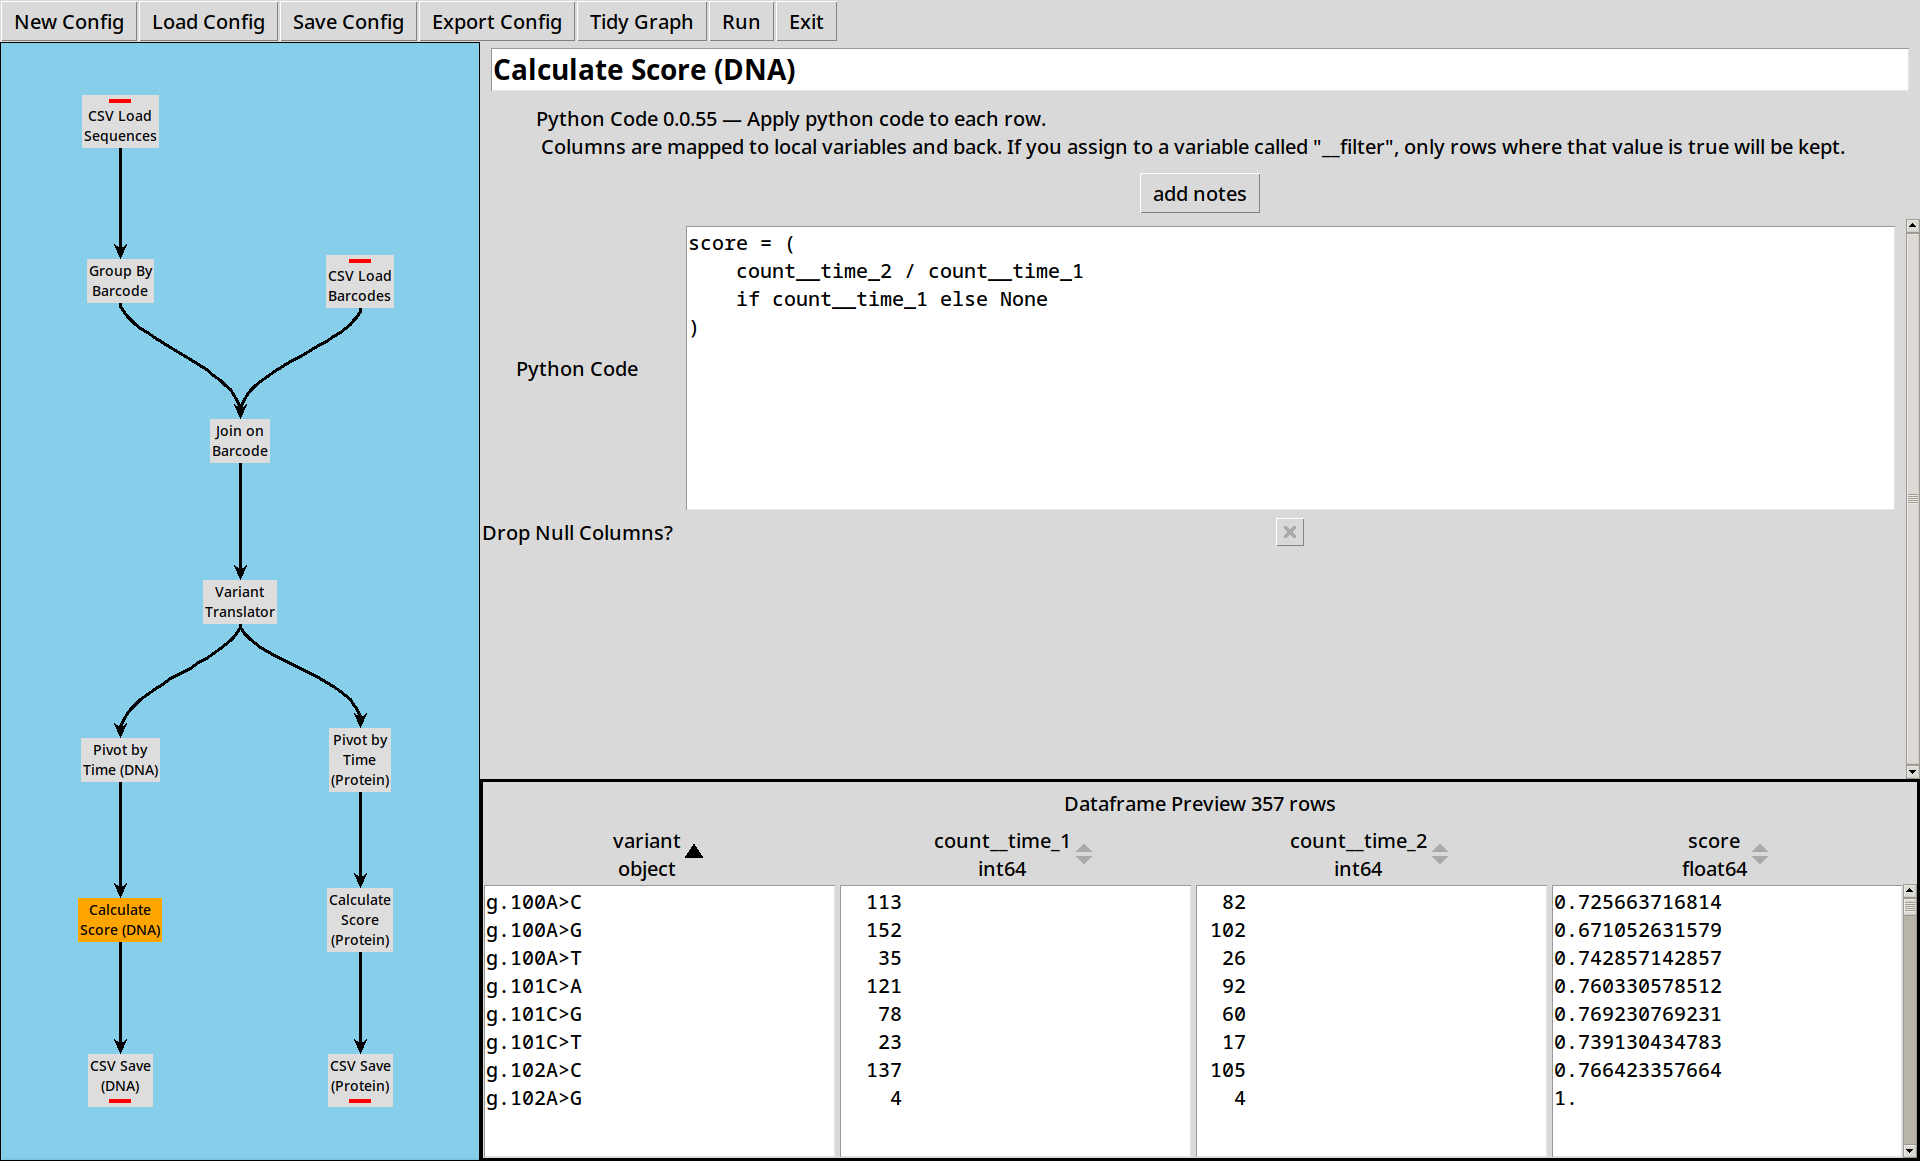 New Config Load Config Save Config Export Config Tidy Graph Run Exit
CSV Load
Sequences
Group By
Barcode
CSV Load
Barcodes
Join on
Barcode
Variant
Translator
Pivot by
Time (DNA)
Pivot by
Time
(Protein)
Calculate
Score (DNA)
Calculate
Score
(Protein)
CSV Save
(DNA)
CSV Save
(Protein)
Calculate Score (DNA)
Python Code 0.0.55 — Apply python code to each row.
Columns are mapped to local variables and back. If you assign to a variable called "__filter", only rows where that value is true will be kept.
add notes
Python Code
score = (
    count__time_2 / count__time_1
    if count__time_1 else None
)
Drop Null Columns?
Dataframe Preview 357 rows
variant count__time_1 count__time_2 score
object int64 int64 float64
g.100A>C 113 82 0.725663716814
g.100A>G 152 102 0.671052631579
g.100A>T 35 26 0.742857142857
g.101C>A 121 92 0.760330578512
g.101C>G 78 60 0.769230769231
g.101C>T 23 17 0.739130434783
g.102A>C 137 105 0.766423357664
g.102A>G 4 4 1.